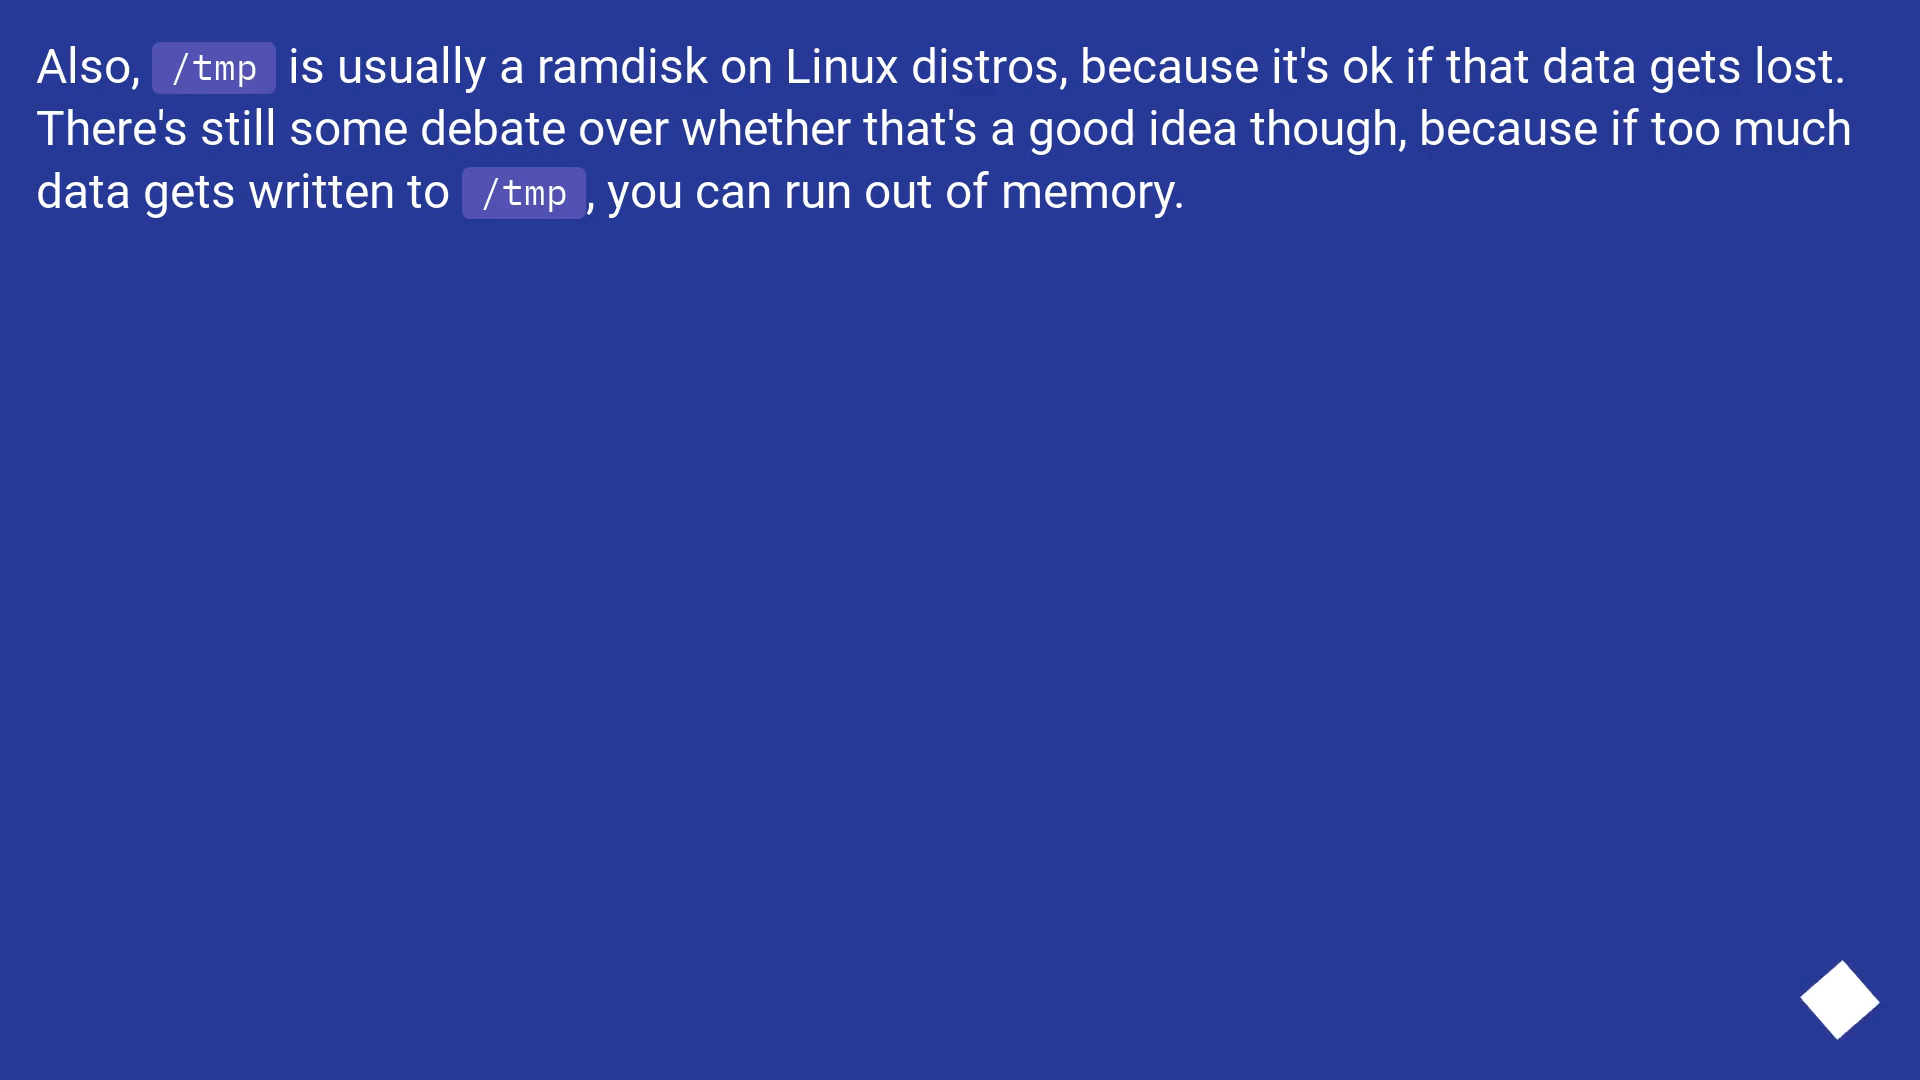 Also, /tmp is usually a ramdisk on Linux distros, because it's ok if that data gets lost.
There's still some debate over whether that's a good idea though, because if too much
data gets written to /tmp, you can run out of memory.